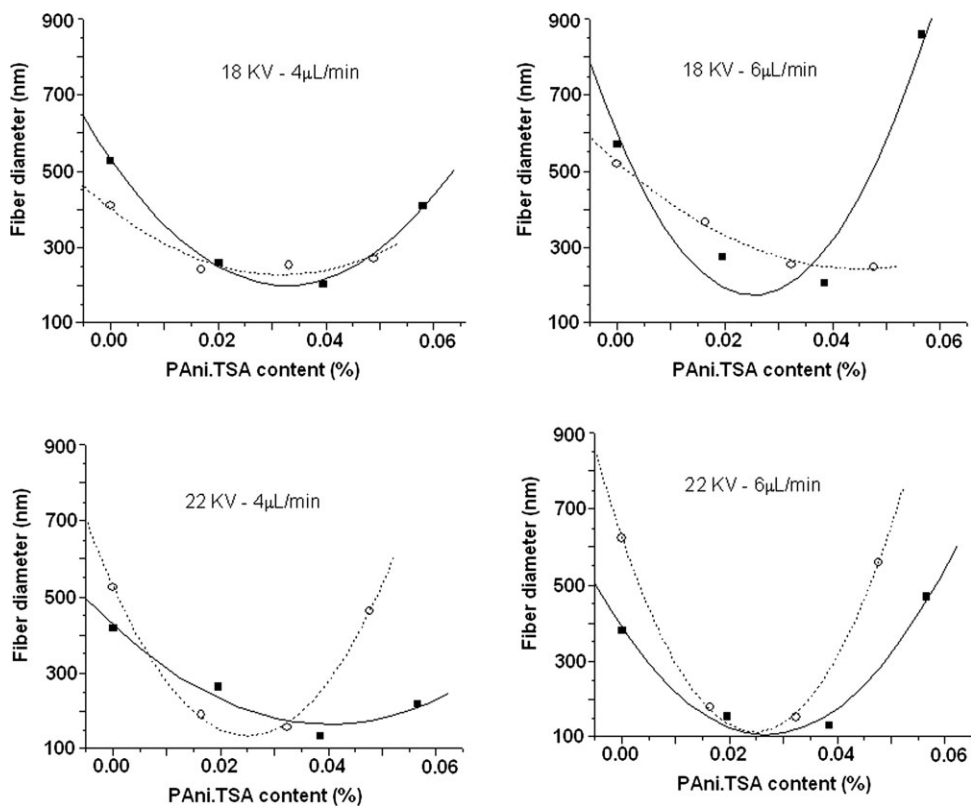 900
700
500
300
100
Fiber diameter (nm)
18 KV - 4μL/min
0.00 0.02 0.04 0.06
PAni.TSA content (%)
900
700
500
300
100
Fiber diameter (nm)
18 KV - 6μL/min
0.00 0.02 0.04 0.06
PAni.TSA content (%)
900
700
500
300
100
Fiber diameter (nm)
22 KV - 4μL/min
0.00 0.02 0.04 0.06
PAni.TSA content (%)
900
700
500
300
100
Fiber diameter (nm)
22 KV - 6μL/min
0.00 0.02 0.04 0.06
PAni.TSA content (%)